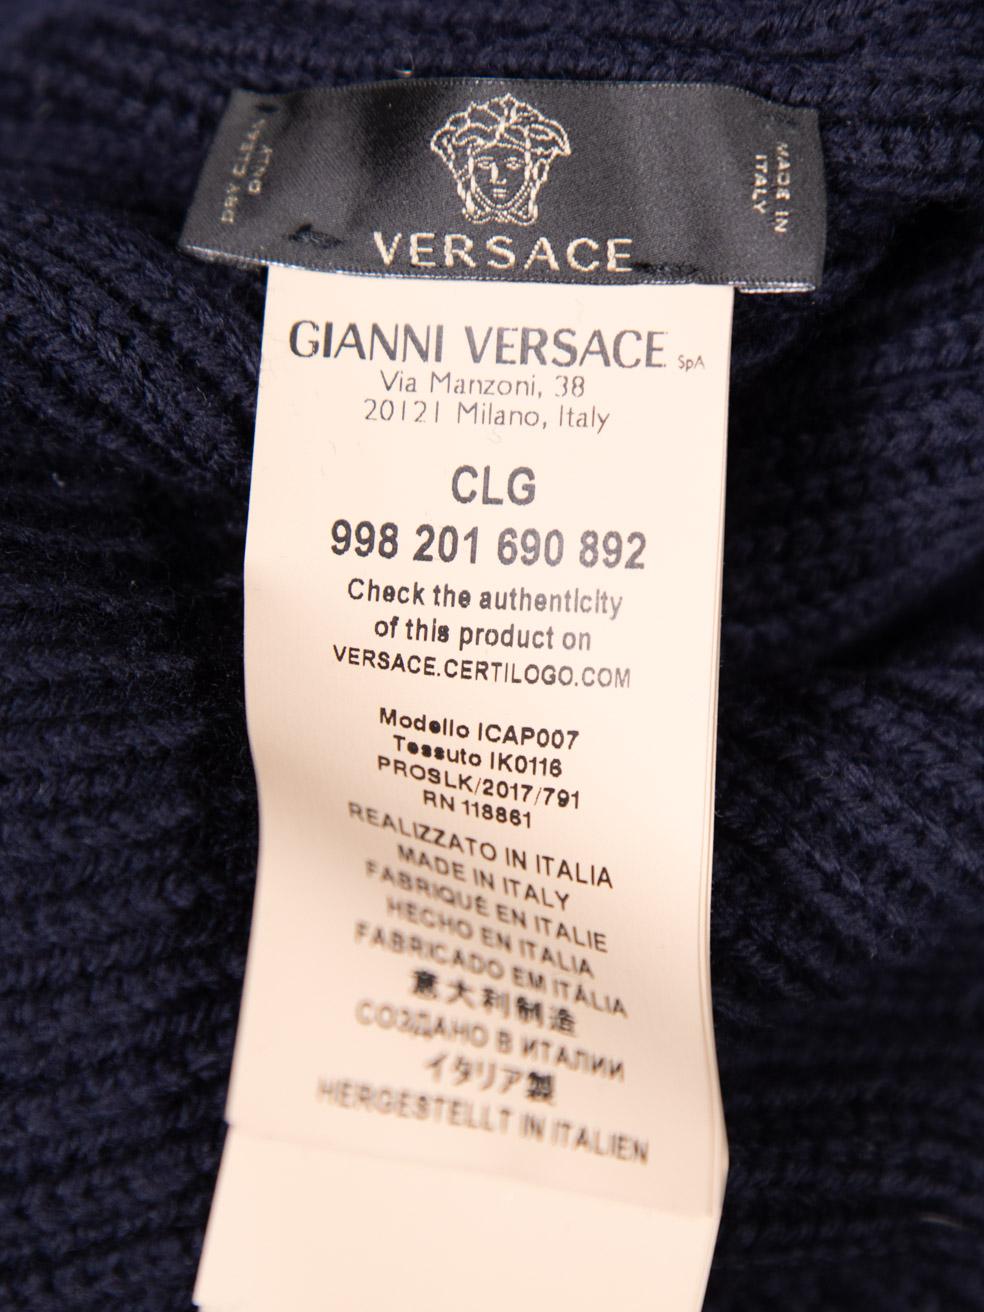 DRY CLEAN
ONLY
VERSACE
MADE IN
ITALY
GIANNI VERSACE SpA
Via Manzoni, 38
20121 Milano, Italy
CLG
998 201 690 892
Check the authenticity
of this product on
VERSACE.CERTILOGO.COM
Modello ICAP007
Tessuto IK0116
PROSLK/2017/791
RN 118861
REALIZZATO IN ITALIA
MADE IN ITALY
FABRIQUÉ EN ITALIE
HECHO EN ITALIA
FABRICADO EM ITÁLIA
意大利制造
СОЗДАНО В ИТАЛИИ
イタリア製
HERGESTELLT IN ITALIEN